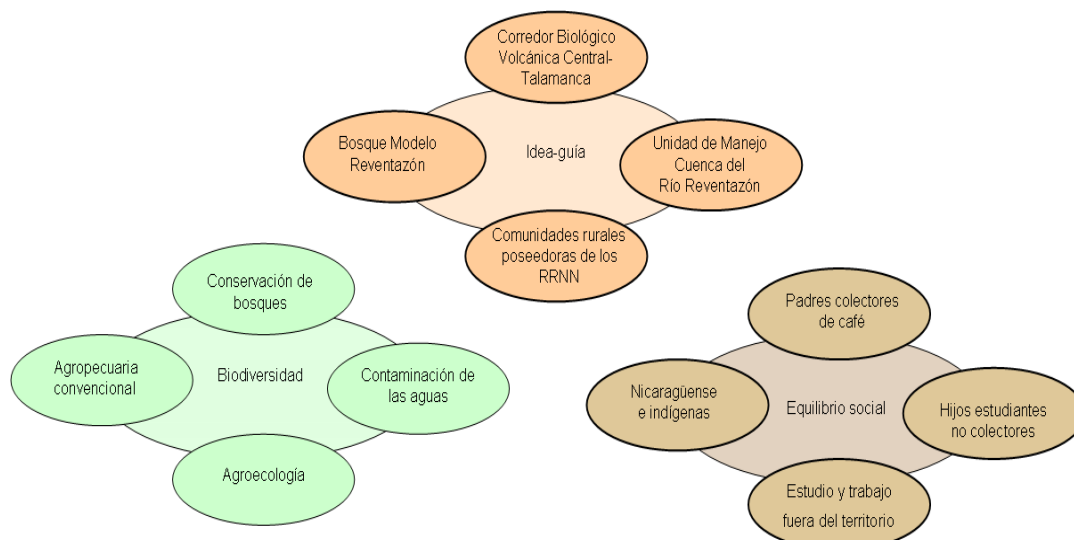 Corredor Biológico
Volcánica Central-
Talamanca
Bosque Modelo
Reventazón
Idea-guía
Unidad de Manejo
Cuenca del
Río Reventazón
Comunidades rurales
poseedoras de los
RRNN
Conservación de
bosques
Agropecuaria
convencional
Biodiversidad
Contaminación de
las aguas
Agroecología
Padres colectores
de café
Nicaragüense
e indígenas
Equilibrio social
Hijos estudiantes
no colectores
Estudio y trabajo
fuera del territorio